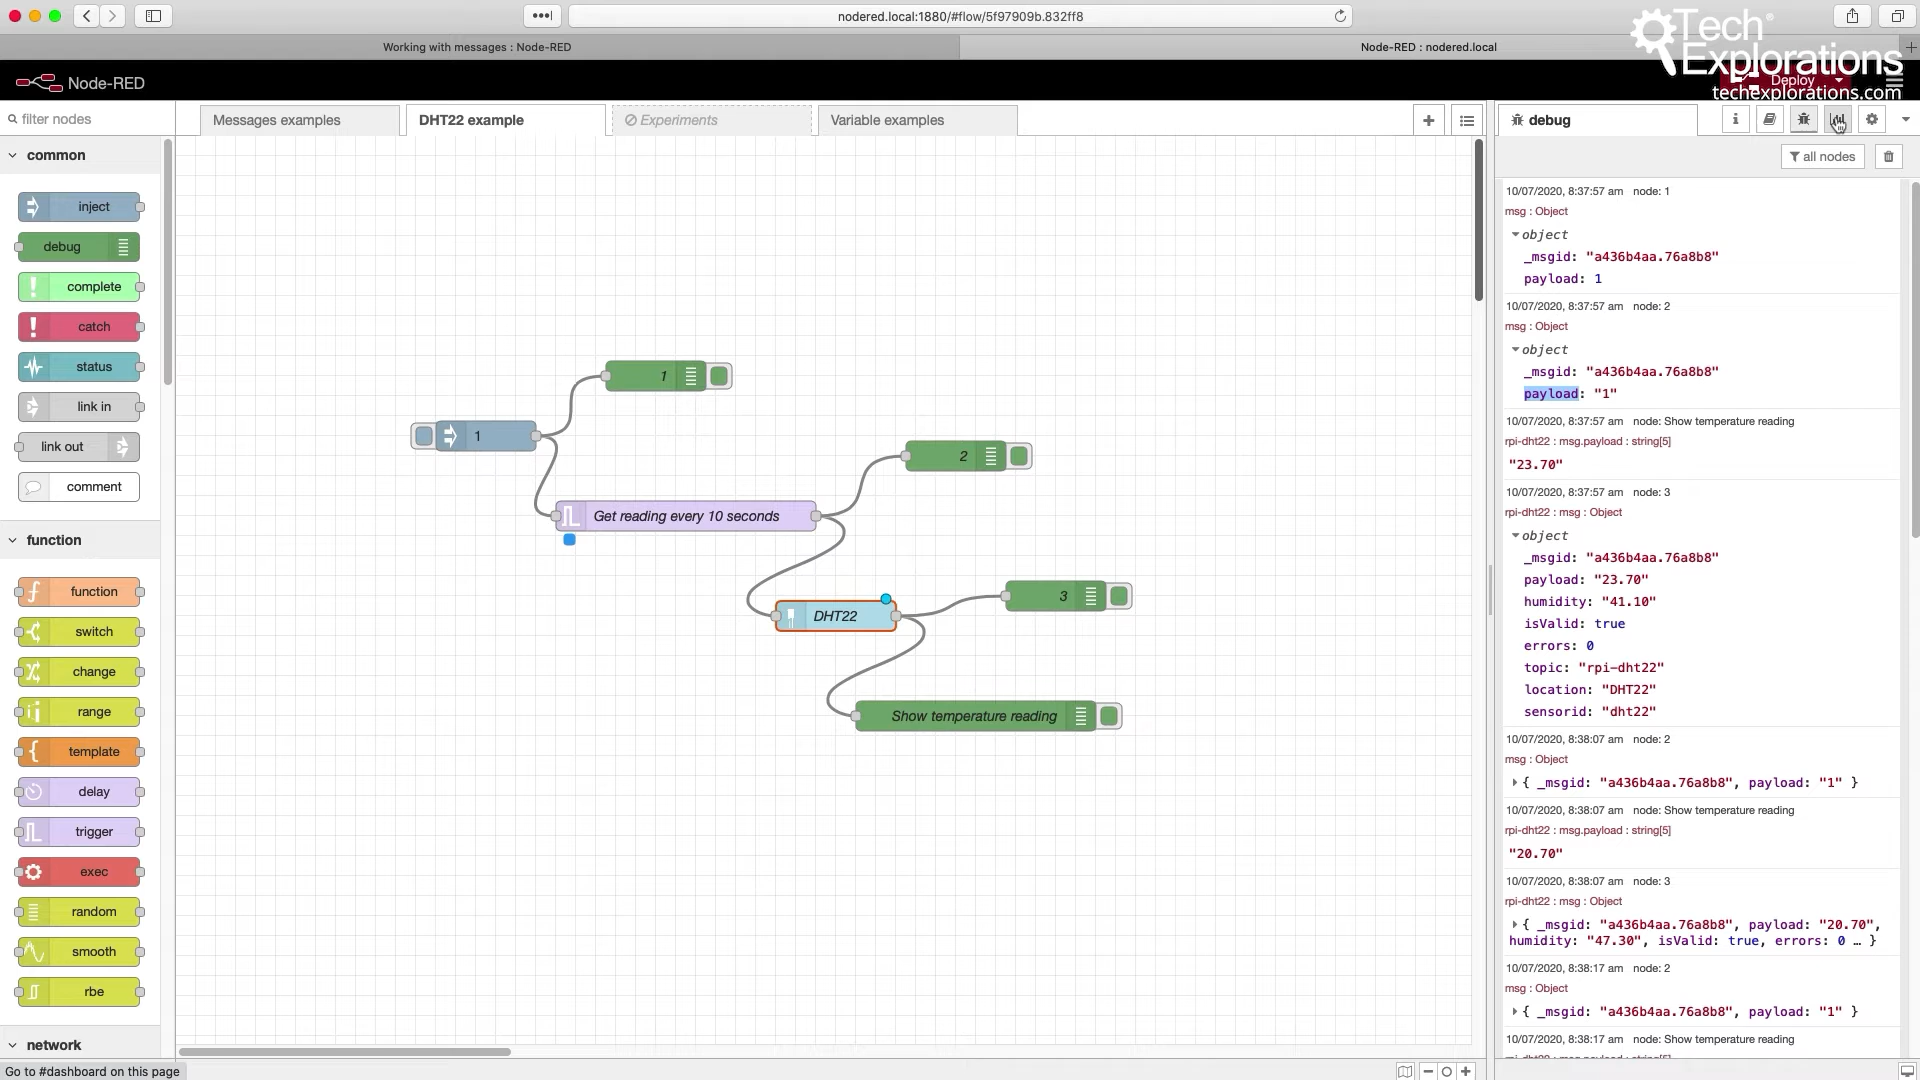 nodered.local:1880/#flow/5f97909b.832ff8
Working with messages : Node-RED
Node-RED : nodered.local
Tech
Explorations
techexplorations.com
Node-RED
Deploy
filter nodes
Messages examples
DHT22 example
Experiments
Variable examples
debug
all nodes
common
inject
debug
complete
catch
status
link in
link out
comment
function
function
switch
change
range
template
delay
trigger
exec
random
smooth
rbe
network
1
1
2
Get reading every 10 seconds
DHT22
3
Show temperature reading
10/07/2020, 8:37:57 am node: 1
msg : Object
object
_msgid: "a436b4aa.76a8b8"
payload: 1
10/07/2020, 8:37:57 am node: 2
msg : Object
object
_msgid: "a436b4aa.76a8b8"
payload: "1"
10/07/2020, 8:37:57 am node: Show temperature reading
rpi-dht22 : msg.payload : string[5]
"23.70"
10/07/2020, 8:37:57 am node: 3
rpi-dht22 : msg : Object
object
_msgid: "a436b4aa.76a8b8"
payload: "23.70"
humidity: "41.10"
isValid: true
errors: 0
topic: "rpi-dht22"
location: "DHT22"
sensorid: "dht22"
10/07/2020, 8:38:07 am node: 2
msg : Object
{ _msgid: "a436b4aa.76a8b8", payload: "1" }
10/07/2020, 8:38:07 am node: Show temperature reading
rpi-dht22 : msg.payload : string[5]
"20.70"
10/07/2020, 8:38:07 am node: 3
rpi-dht22 : msg : Object
{ _msgid: "a436b4aa.76a8b8", payload: "20.70",
humidity: "47.30", isValid: true, errors: 0 … }
10/07/2020, 8:38:17 am node: 2
msg : Object
{ _msgid: "a436b4aa.76a8b8", payload: "1" }
10/07/2020, 8:38:17 am node: Show temperature reading
Go to #dashboard on this page